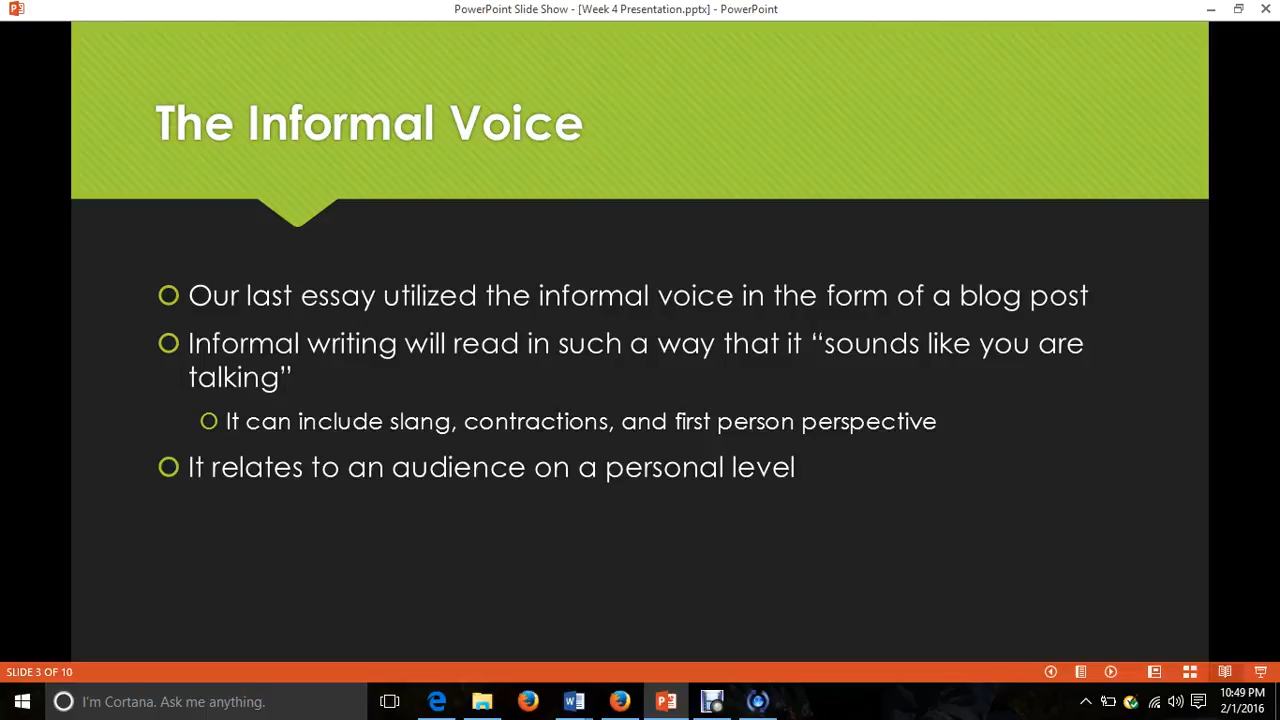 PowerPoint Slide Show - [Week 4 Presentation.pptx] - PowerPoint
The Informal Voice
Our last essay utilized the informal voice in the form of a blog post
Informal writing will read in such a way that it “sounds like you are
talking”
It can include slang, contractions, and first person perspective
It relates to an audience on a personal level
SLIDE 3 OF 10
I'm Cortana. Ask me anything.
10:49 PM
2/1/2016